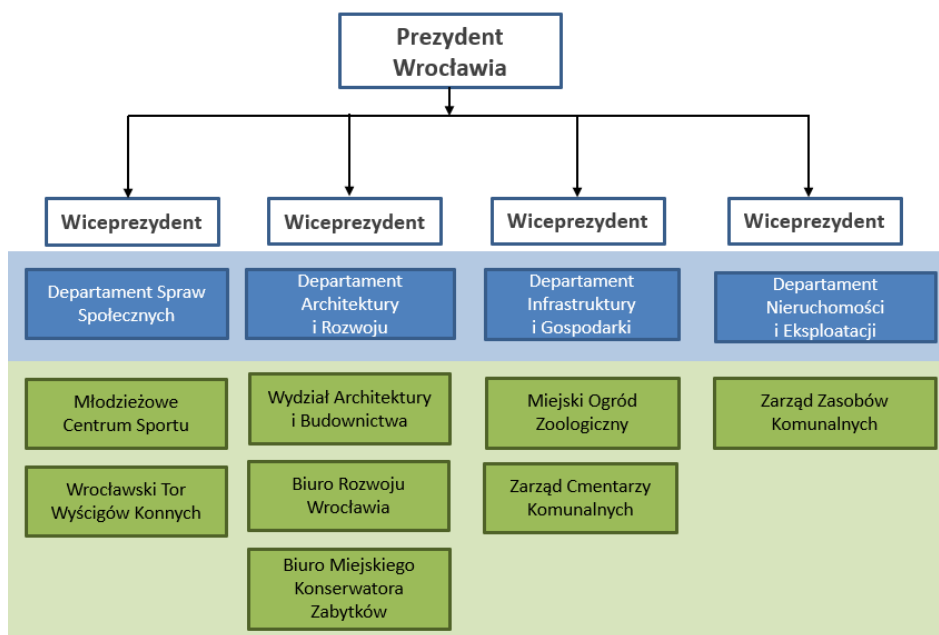 Prezydent
Wrocławia
Wiceprezydent
Wiceprezydent
Wiceprezydent
Wiceprezydent
Departament Spraw
Społecznych
Departament
Architektury
i Rozwoju
Departament
Infrastruktury
i Gospodarki
Departament
Nieruchomości
i Eksploatacji
Młodzieżowe
Centrum Sportu
Wydział Architektury
i Budownictwa
Miejski Ogród
Zoologiczny
Zarząd Zasobów
Komunalnych
Wrocławski Tor
Wyścigów Konnych
Biuro Rozwoju
Wrocławia
Zarząd Cmentarzy
Komunalnych
Biuro Miejskiego
Konserwatora
Zabytków